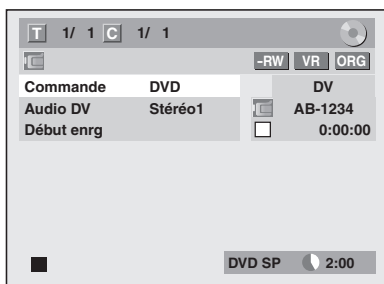 T 1/ 1 C 1/ 1
-RW VR ORG
Commande DVD DV
Audio DV Stéréo1 AB-1234
Début enrg 0:00:00
DVD SP 2:00